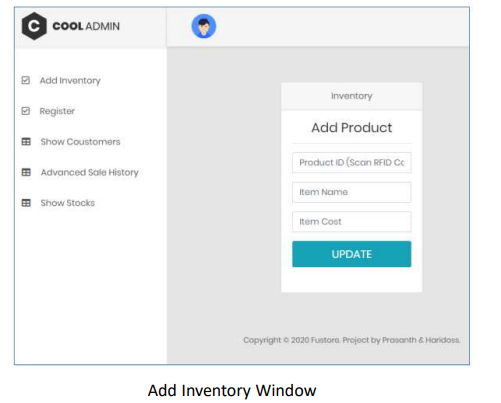 C COOL ADMIN
Add Inventory
Register
Show Coustomers
Advanced Sale History
Show Stocks
Inventory
Add Product
Product ID (Scan RFID Cc
Item Name
Item Cost
UPDATE
Copyright © 2020 Fustore. Project by Prasanth & Haridoss.
Add Inventory Window